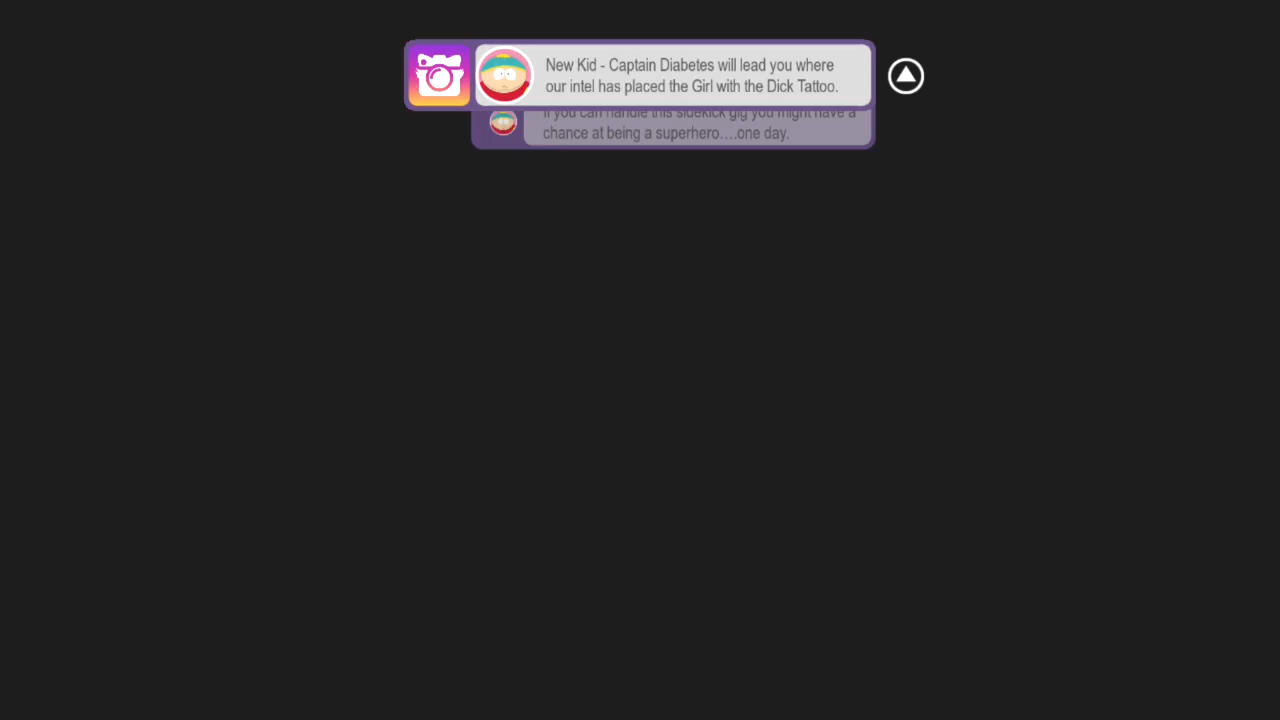 New Kid - Captain Diabetes will lead you where
our intel has placed the Girl with the Dick Tattoo.
If you can handle this sidekick gig you might have a
chance at being a superhero....one day.